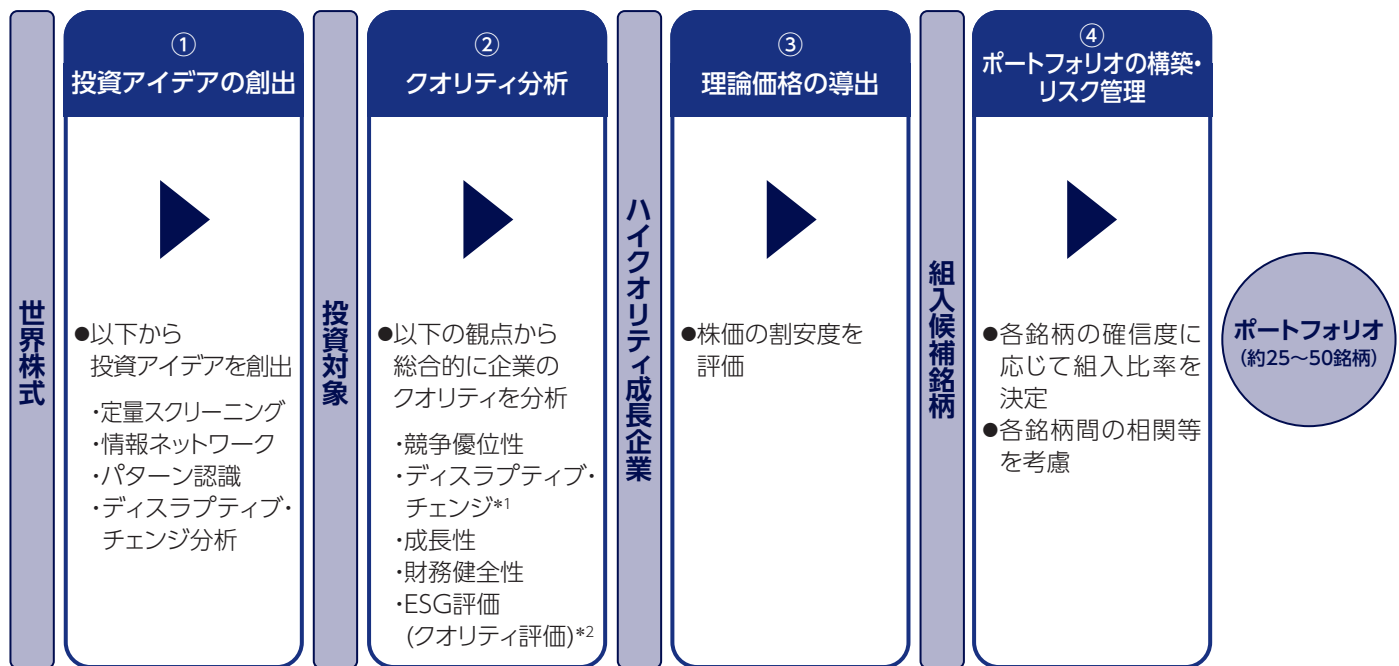 世界株式
①
投資アイデアの創出
●以下から
投資アイデアを創出
・定量スクリーニング
・情報ネットワーク
・パターン認識
・ディスラプティブ・
チェンジ分析
投資対象
②
クオリティ分析
●以下の観点から
総合的に企業の
クオリティを分析
・競争優位性
・ディスラプティブ・
チェンジ*1
・成長性
・財務健全性
・ESG評価
(クオリティ評価)*2
ハイクオリティ成長企業
③
理論価格の導出
●株価の割安度を
評価
組入候補銘柄
④
ポートフォリオの構築・
リスク管理
●各銘柄の確信度に
応じて組入比率を
決定
●各銘柄間の相関等
を考慮
ポートフォリオ
(約25～50銘柄)